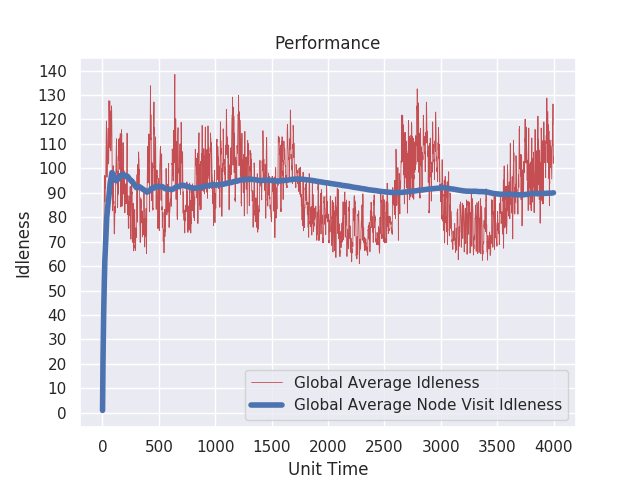 Performance
140
130
120
110
100
90
80
70
60
50
40
30
20
10
0
Idleness
Global Average Idleness
Global Average Node Visit Idleness
0 500 1000 1500 2000 2500 3000 3500 4000
Unit Time